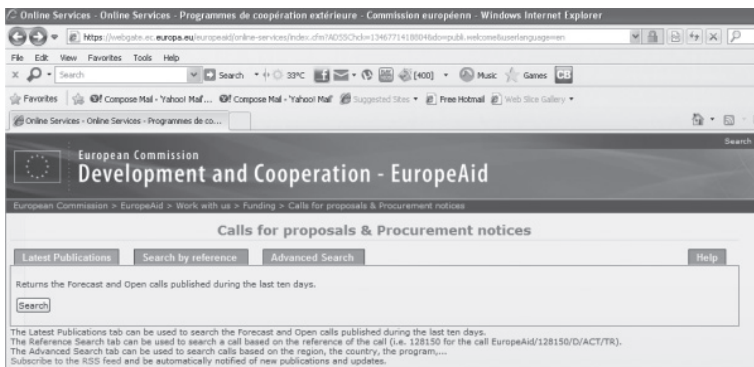 Online Services - Online Services - Programmes de coopération extérieure - Commission européenn - Windows Internet Explorer
https://webgate.ec.europa.eu/europeaid/online-services/index.cfm?ADSSChck=1346771418804&do=publi.welcome&userlanguage=en
File Edit View Favorites Tools Help
Search Search 33°C [400] Music Games CB
Favorites Compose Mail - Yahoo! Mail'... Compose Mail - 'Yahoo! Mail' Suggested Sites Free Hotmail Web Slice Gallery
Online Services - Online Services - Programmes de co...
Search
European Commission
Development and Cooperation - EuropeAid
European Commission > EuropeAid > Work with us > Funding > Calls for proposals & Procurement notices
Calls for proposals & Procurement notices
Latest Publications Search by reference Advanced Search Help
Returns the Forecast and Open calls published during the last ten days.
Search
The Latest Publications tab can be used to search the Forecast and Open calls published during the last ten days.
The Reference Search tab can be used to search a call based on the reference of the call (i.e. 128150 for the call EuropeAid/128150/D/ACT/TR).
The Advanced Search tab can be used to search calls based on the region, the country, the program,...
Subscribe to the RSS feed and be automatically notified of new publications and updates.